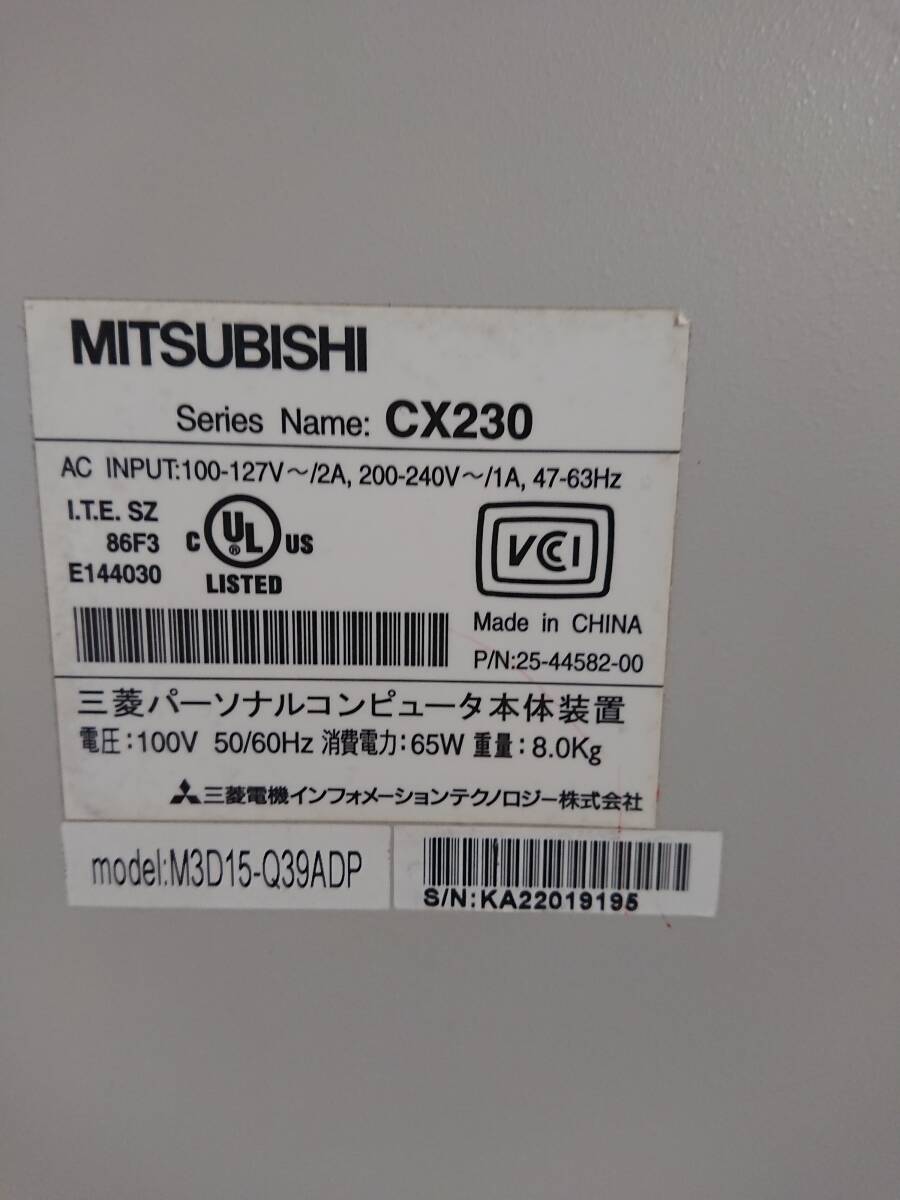 MITSUBISHI
Series Name: CX230
AC INPUT:100-127V～/2A, 200-240V～/1A, 47-63Hz
I.T.E. SZ
86F3
E144030
C UL ® US
LISTED
VCCI
Made in CHINA
P/N:25-44582-00
三菱パーソナルコンピュータ本体装置
電圧:100V 50/60Hz 消費電力:65W 重量:8.0Kg
三菱電機インフォメーションテクノロジー株式会社
model:M3D15-Q39ADP
S/N:KA22019195